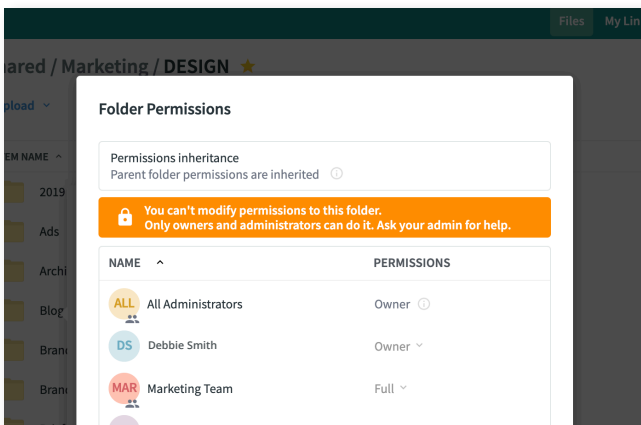 Files My Lin
ared / Marketing / DESIGN
pload
EM NAME
2019
Ads
Archi
Blog
Bran
Bran
Folder Permissions
Permissions inheritance
Parent folder permissions are inherited
You can't modify permissions to this folder.
Only owners and administrators can do it. Ask your admin for help.
NAME PERMISSIONS
ALL All Administrators Owner
DS Debbie Smith Owner
MAR Marketing Team Full